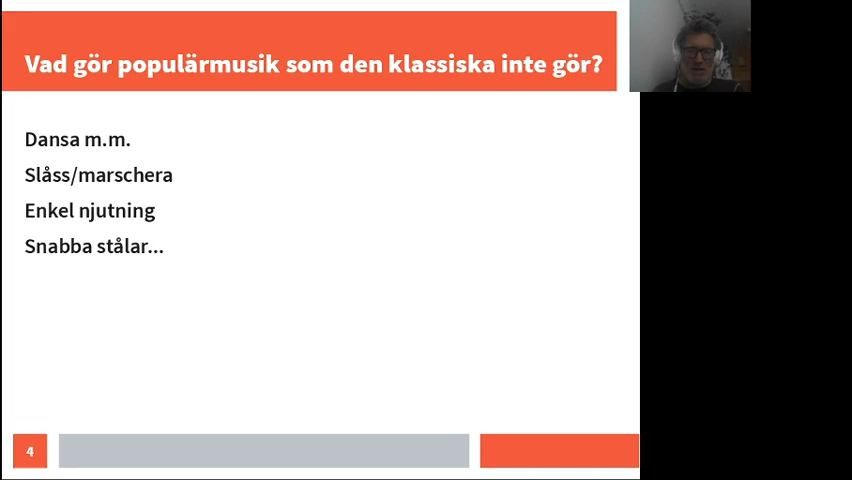 Vad gör populärmusik som den klassiska inte gör?
Dansa m.m.
Slåss/marschera
Enkel njutning
Snabba stålar...
4